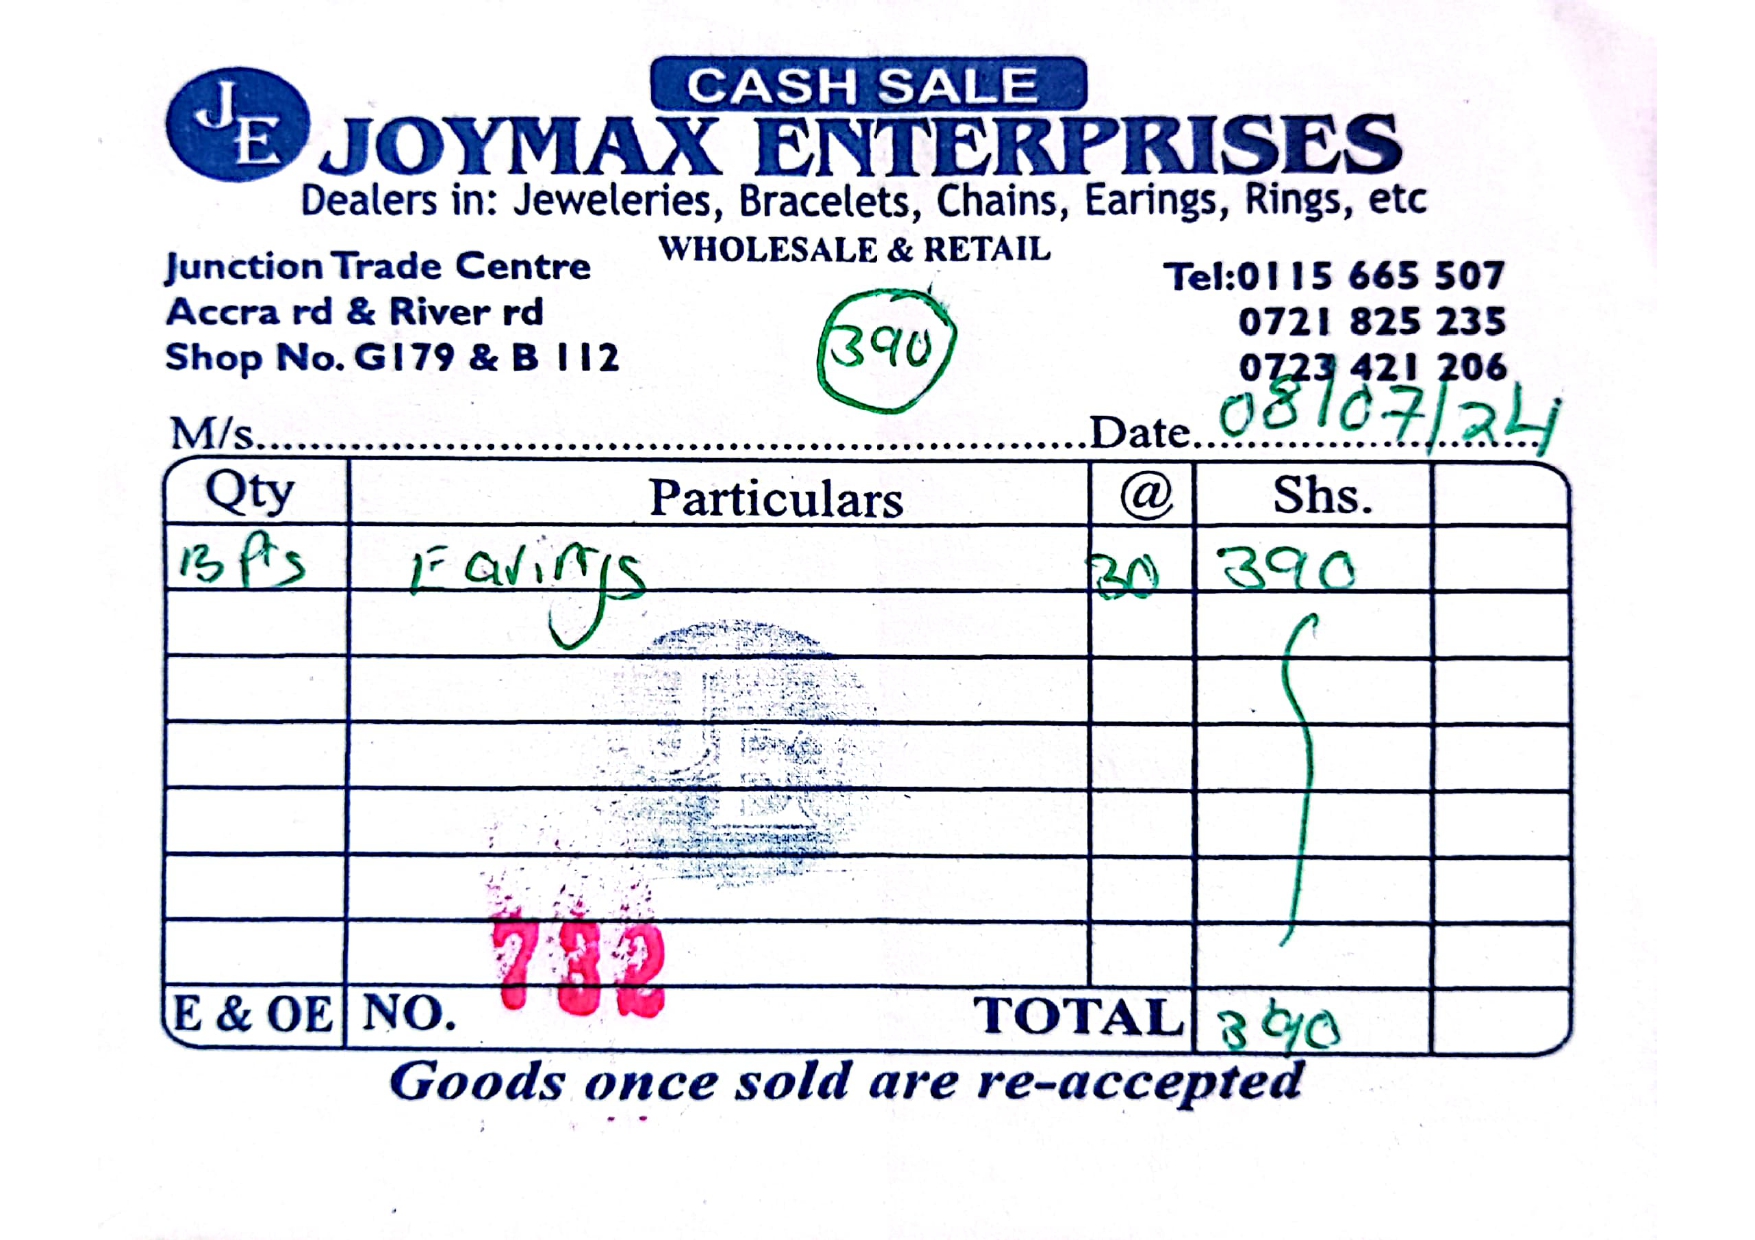 CASH SALE
JE JOYMAX ENTERPRISES
Dealers in: Jeweleries, Bracelets, Chains, Earings, Rings, etc
WHOLESALE & RETAIL
Junction Trade Centre
Accra rd & River rd
Shop No. G179 & B 112
Tel:0115 665 507
0721 825 235
0723 421 206
390
M/s.......... Date 08/07/24
Qty Particulars @ Shs.
13 Prs Earings 30 390
JE
E & OE NO. 732 TOTAL 390
Goods once sold are re-accepted